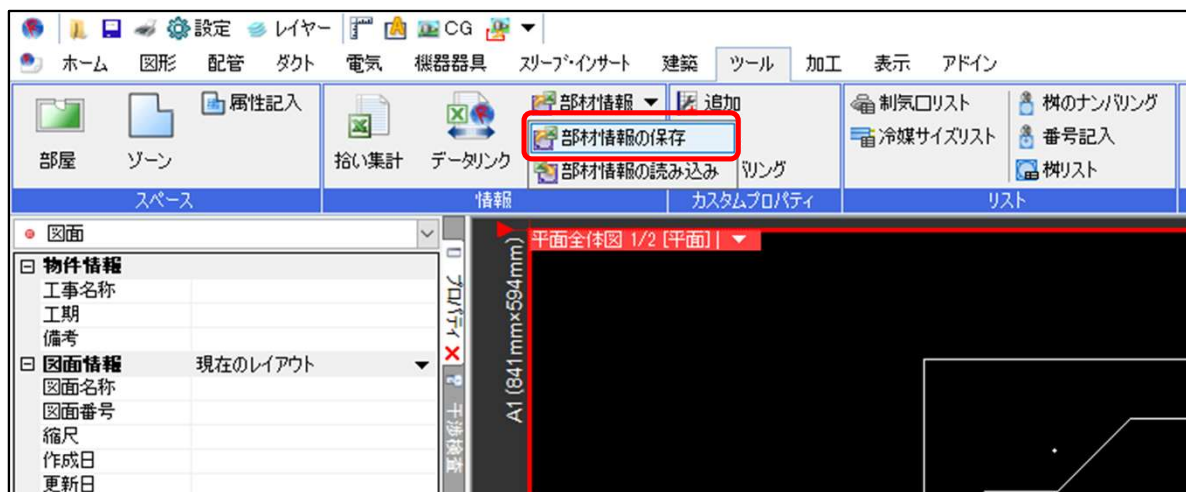 設定 レイヤー CG
ホーム 図形 配管 ダクト 電気 機器器具 スリーブ・インサート 建築 ツール 加工 表示 アドイン
部屋
ゾーン
属性記入
スペース
拾い集計
データリンク
部材情報
部材情報の保存
部材情報の読み込み
情報
追加
リング
カスタムプロパティ
制気口リスト
冷媒サイズリスト
桝のナンバリング
番号記入
桝リスト
リスト
図面
物件情報
工事名称
工期
備考
図面情報 現在のレイアウト
図面名称
図面番号
縮尺
作成日
更新日
プロパティ
干渉検査
A1 (841mm×594mm)
平面全体図 1/2 [平面]